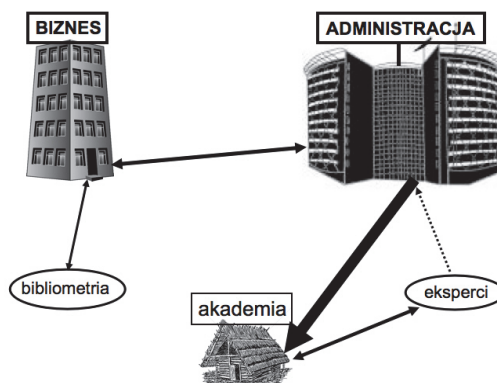 BIZNES
ADMINISTRACJA
bibliometria
akademia
eksperci